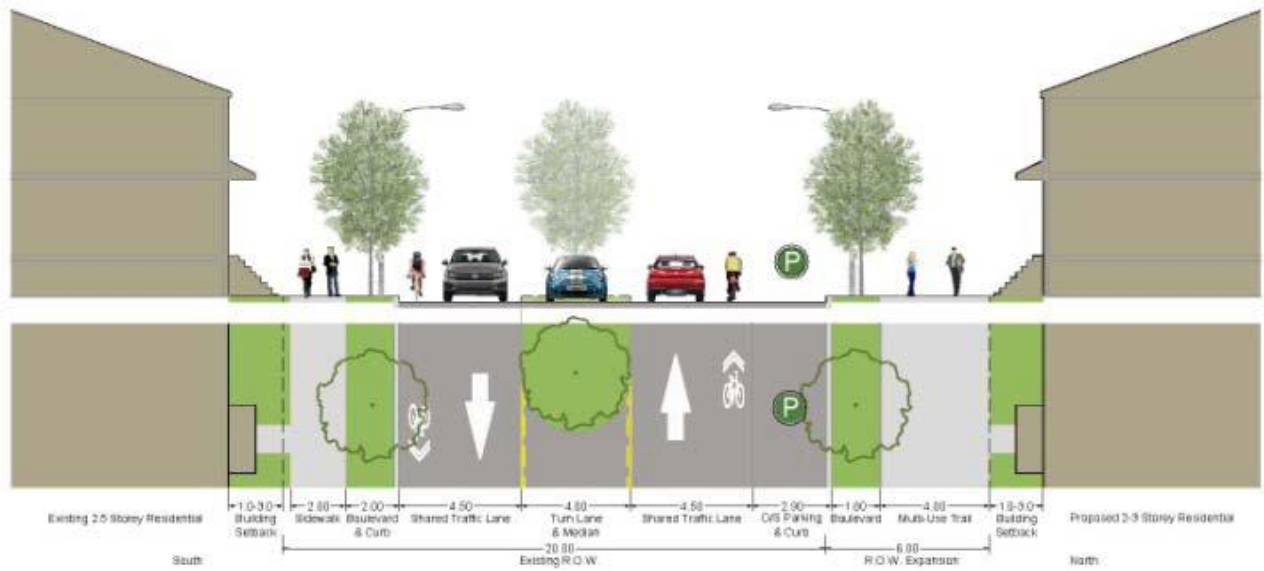 P
P
1.0-3.0 2.00 2.00 4.50 4.00 4.50 2.90 1.80 4.00 1.0-3.0
Existing 2.5 Storey Residential
Building Setback
Sidewalk
Boulevard & Curb
Shared Traffic Lane
Turn Lane & Median
Shared Traffic Lane
O/S Parking & Curb
Boulevard
Multi-Use Trail
Building Setback
Proposed 2-3 Storey Residential
20.00 6.00
South
Existing R.O.W.
R.O.W. Expansion
North